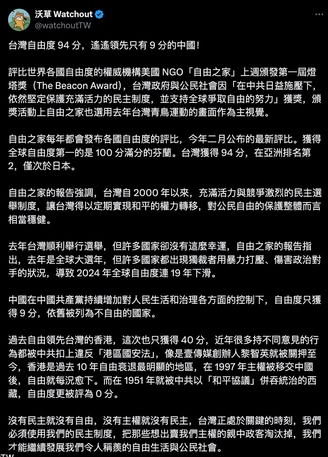 沃草 Watchout
@watchoutTW
台灣自由度 94 分，遙遙領先只有 9 分的中國！
評比世界各國自由度的權威機構美國 NGO「自由之家」上週頒發第一屆燈
塔獎（The Beacon Award），台灣政府與公民社會因「在中共日益施壓下，
依然堅定保護充滿活力的民主制度，並支持全球爭取自由的努力」獲獎，頒
獎活動上自由之家也選用去年台灣青鳥運動的畫面作為主視覺。
自由之家每年都會發布各國自由度的評比，今年二月公布的最新評比。獲得
全球自由度第一的是 100 分滿分的芬蘭。台灣獲得 94 分，在亞洲排名第
2，僅次於日本。
自由之家的報告強調，台灣自 2000 年以來，充滿活力與競爭激烈的民主選
舉制度，讓台灣得以定期實現和平的權力轉移，對公民自由的保護整體而言
相當穩健。
去年台灣順利舉行選舉，但許多國家卻沒有這麼幸運，自由之家的報告指
出，去年是全球大選年，但許多國家都出現獨裁者用暴力打壓、傷害政治對
手的狀況，導致 2024 年全球自由度連 19 年下滑。
中國在中國共產黨持續增加對人民生活和治理各方面的控制下，自由度只獲
得 9 分，依舊被列為不自由的國家。
過去自由領先台灣的香港，這次也只獲得 40 分，近年很多持不同意見的行
為都被中共扣上違反「港區國安法」，像是壹傳媒創辦人黎智英就被關押至
今，香港是過去 10 年自由衰退最明顯的地區，在 1997 年主權被移交中國
後，自由就每況愈下。而在 1951 年就被中共以「和平協議」併吞統治的西
藏，自由度更被評為 0 分。
沒有民主就沒有自由，沒有主權就沒有民主，台灣正處於關鍵的時刻，我們
必須使用我們的民主制度，把那些想出賣我們主權的親中政客淘汰掉，我們
才能繼續發展我們令人稱羨的自由生活與公民社會。
TW